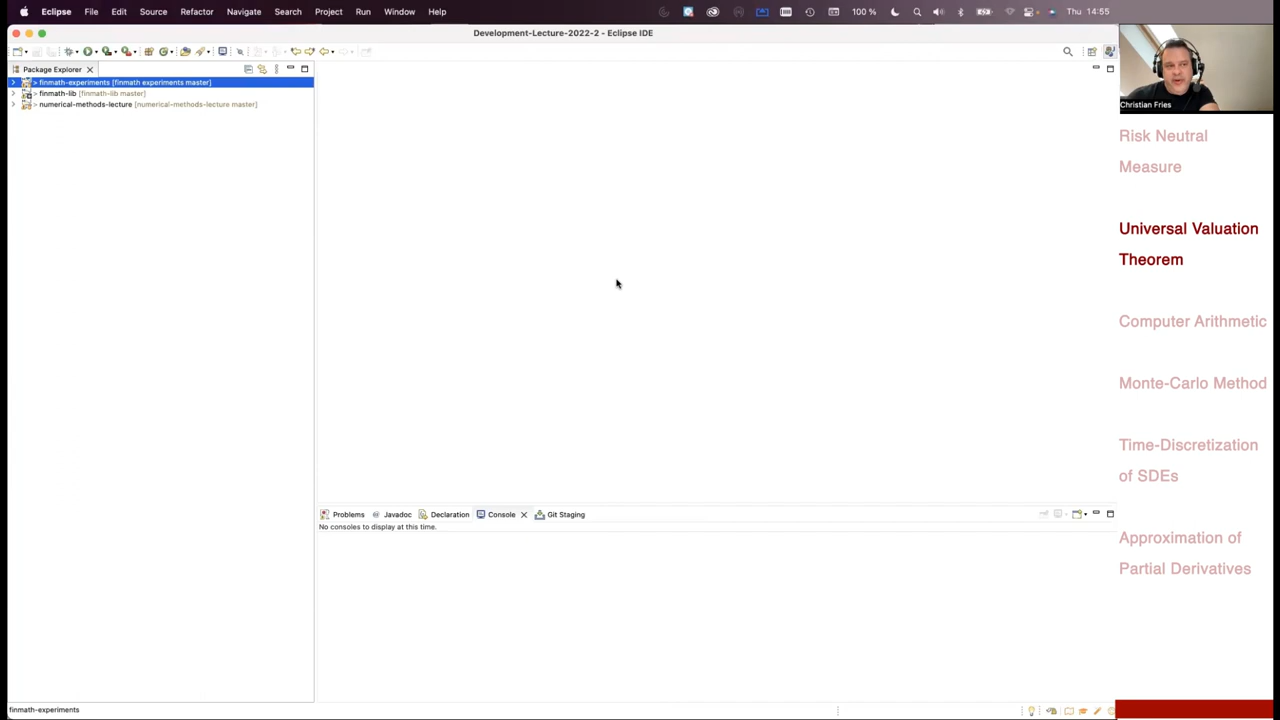 Eclipse File Edit Source Refactor Navigate Search Project Run Window Help 100 % Thu 14:55
Development-Lecture-2022-2 - Eclipse IDE
Package Explorer
> finmath-experiments [finmath experiments master]
> finmath-lib [finmath-lib master]
> numerical-methods-lecture [numerical-methods-lecture master]
Problems Javadoc Declaration Console Git Staging
No consoles to display at this time.
finmath-experiments
Christian Fries
Risk Neutral
Measure
Universal Valuation
Theorem
Computer Arithmetic
Monte-Carlo Method
Time-Discretization
of SDEs
Approximation of
Partial Derivatives